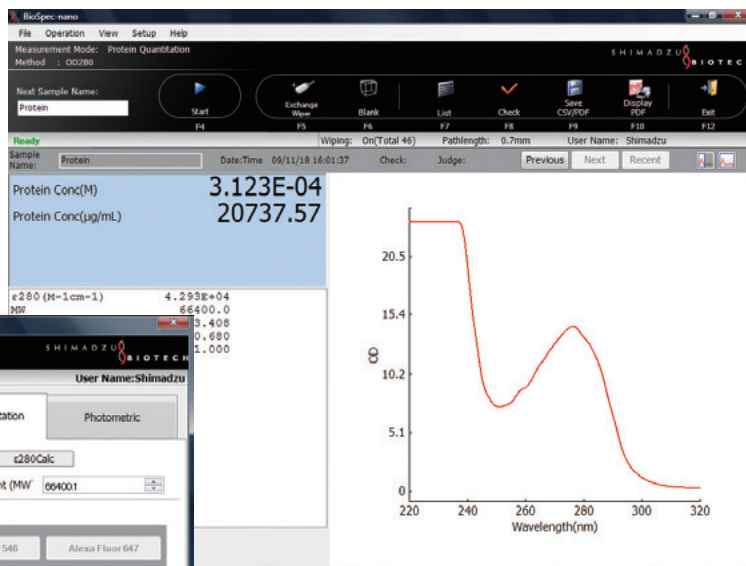 BioSpec-nano
File Operation View Setup Help
Measurement Mode: Protein Quantitation
Method : OD280
SHIMADZU
BIOTEC
Next Sample Name:
Protein
Start
Exchange Wiper
Blank
List
Check
Save CSV/PDF
Display PDF
Exit
F4 F5 F6 F7 F8 F9 F10 F12
Ready Wiping: On(Total 46) Pathlength: 0.7mm User Name: Shimadzu
Sample Name: Protein Date:Time 09/11/18 16:01:37 Check: Judge: Previous Next Recent
Protein Conc(M) 3.123E-04
Protein Conc(µg/mL) 20737.57
ε280(M-1cm-1) 4.293E+04
MW 66400.0
3.408
0.680
1.000
SHIMADZU
BIOTECH
User Name:Shimadzu
tation Photometric
ε280Calc
nt (MW 66400.1
546 Alexa Fluor 647
OD
20.5
15.4
10.2
5.1
0
220 240 260 280 300 320
Wavelength(nm)